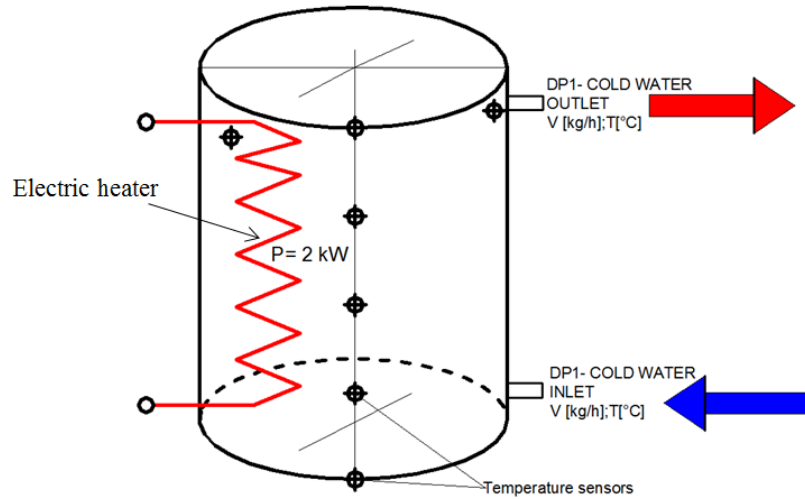 DP1- COLD WATER
OUTLET
V [kg/h];T[°C]
Electric heater
P= 2 kW
DP1- COLD WATER
INLET
V [kg/h];T[°C]
Temperature sensors